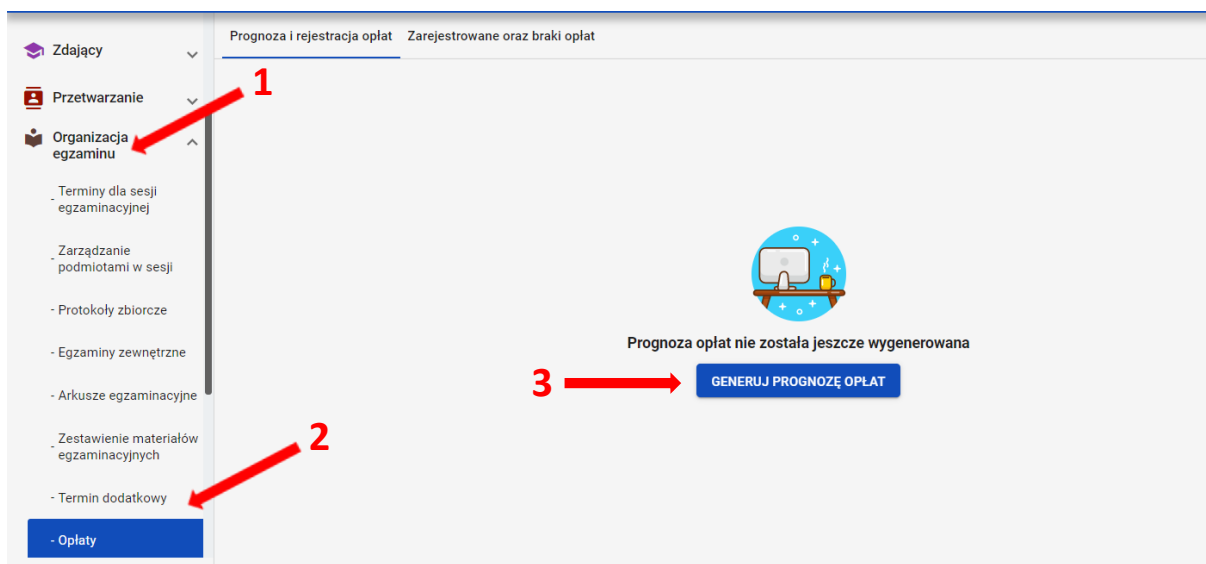 Zdający
Przetwarzanie
Organizacja
egzaminu
- Terminy dla sesji
egzaminacyjnej
- Zarządzanie
podmiotami w sesji
- Protokoły zbiorcze
- Egzaminy zewnętrzne
- Arkusze egzaminacyjne
- Zestawienie materiałów
egzaminacyjnych
- Termin dodatkowy
- Opłaty
Prognoza i rejestracja opłat Zarejestrowane oraz braki opłat
1
2
Prognoza opłat nie została jeszcze wygenerowana
3
GENERUJ PROGNOZĘ OPŁAT